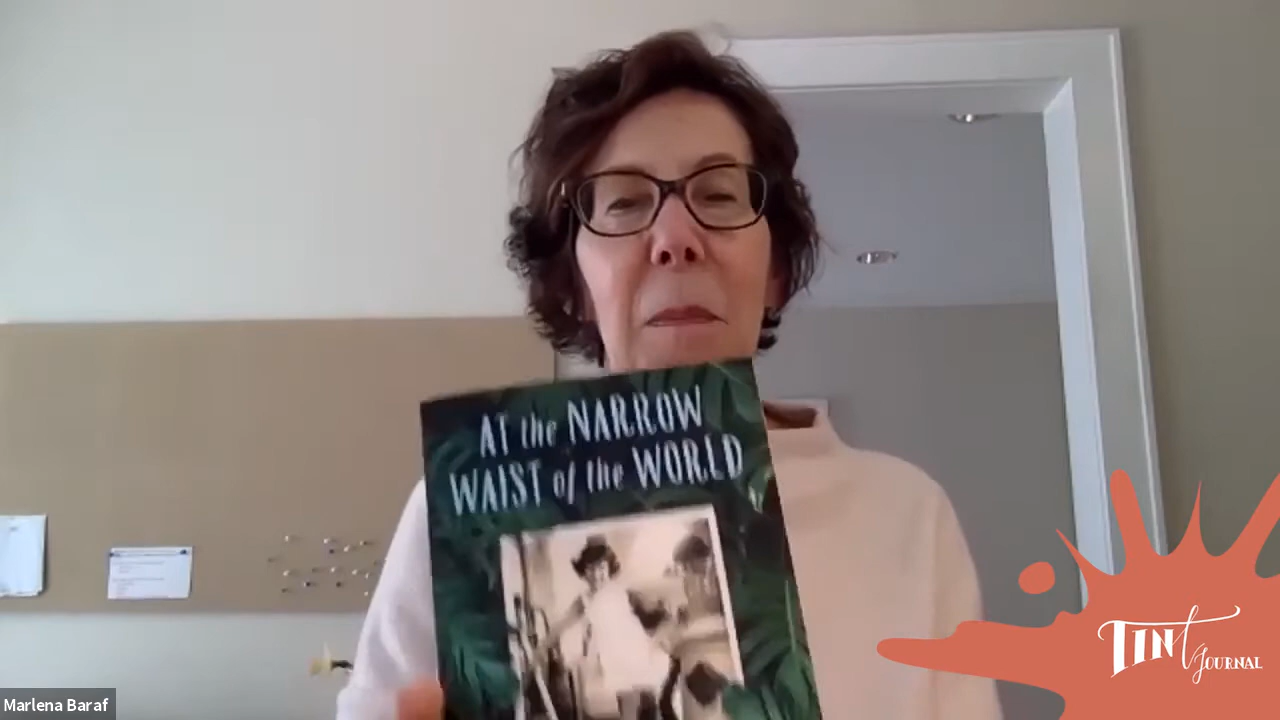 AT the NARROW
WAIST of the WORLD
TINt
JOURNAL
Marlena Baraf